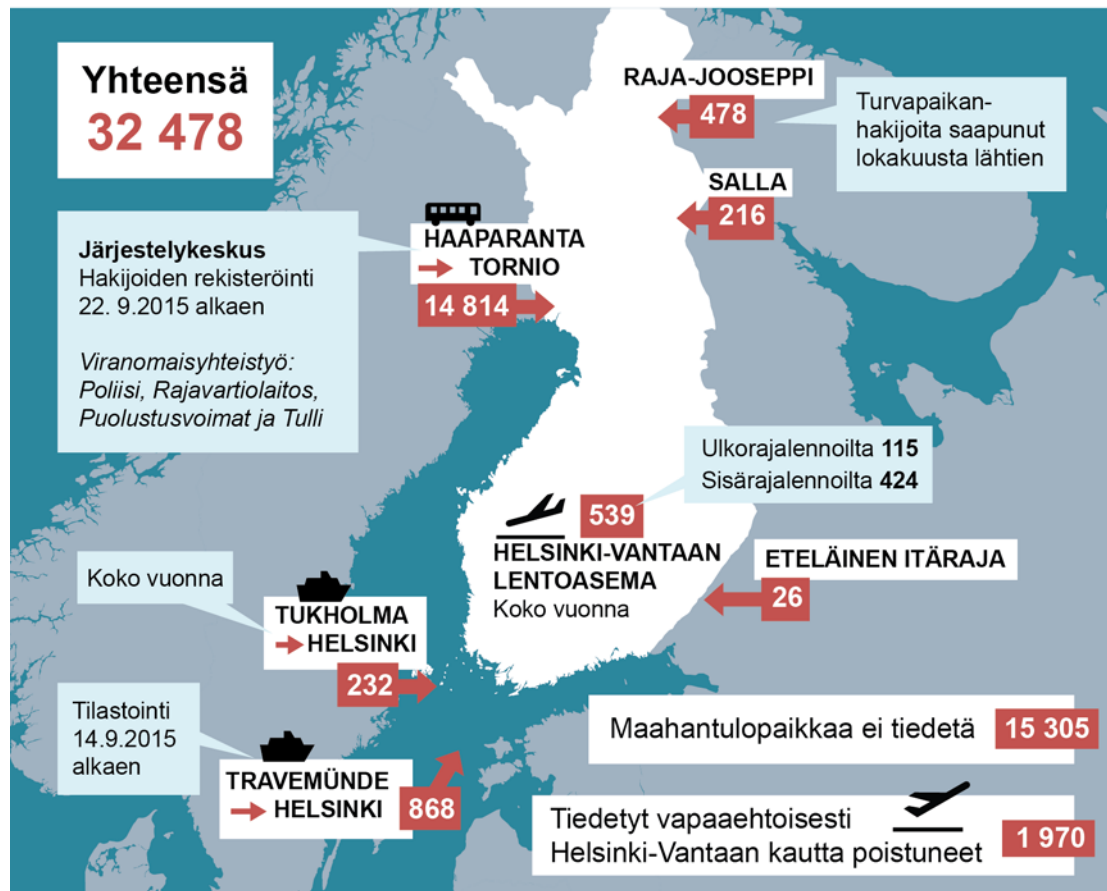 Yhteensä
32 478
RAJA-JOOSEPPI
478
Turvapaikan-
hakijoita saapunut
lokakuusta lähtien
SALLA
216
HAAPARANTA
TORNIO
14 814
Järjestelykeskus
Hakijoiden rekisteröinti
22. 9.2015 alkaen
Viranomaisyhteistyö:
Poliisi, Rajavartiolaitos,
Puolustusvoimat ja Tulli
Ulkorajalennoilta 115
Sisärajalennoilta 424
539
HELSINKI-VANTAAN
LENTOASEMA
Koko vuonna
ETELÄINEN ITÄRAJA
26
Koko vuonna
TUKHOLMA
HELSINKI
232
Tilastointi
14.9.2015
alkaen
TRAVEMÜNDE
HELSINKI
868
Maahantulopaikkaa ei tiedetä 15 305
Tiedetyt vapaaehtoisesti
Helsinki-Vantaan kautta poistuneet 1 970